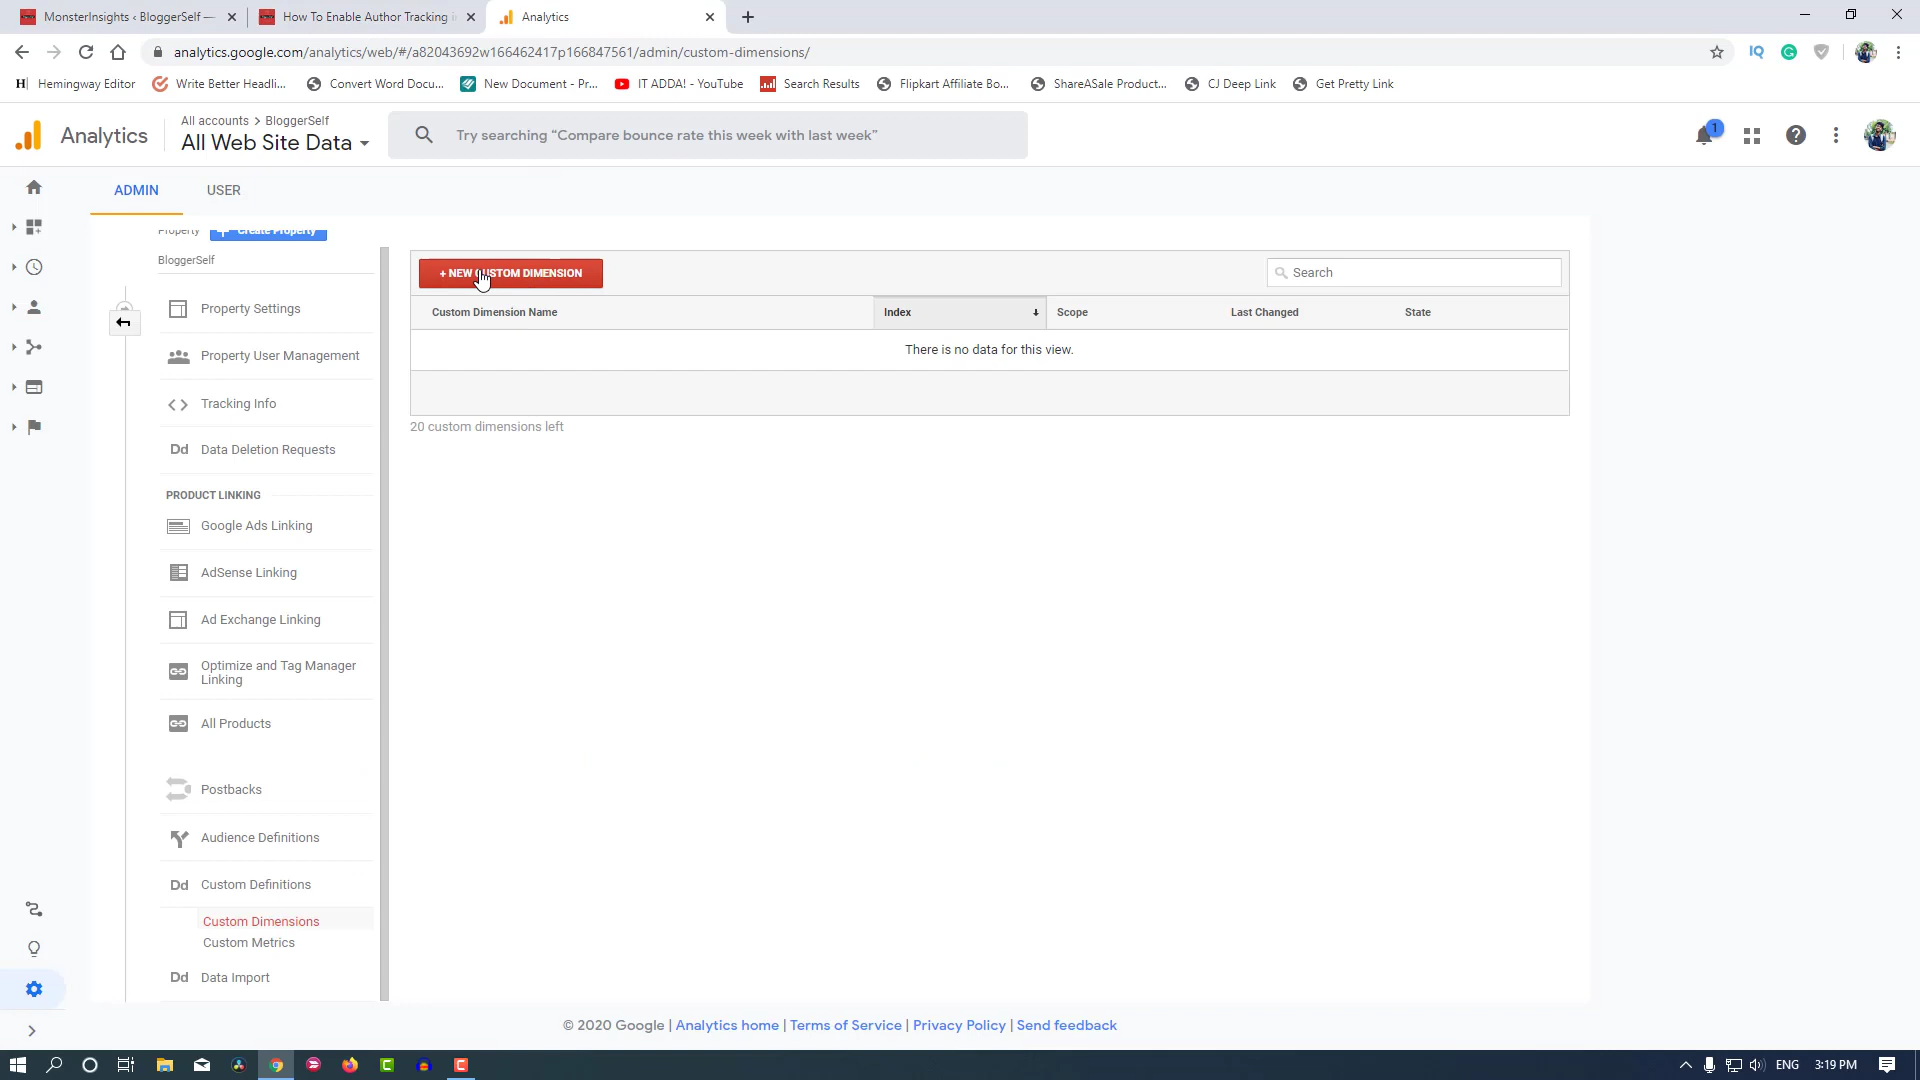 MonsterInsights ‹ BloggerSelf —
How To Enable Author Tracking i
Analytics
analytics.google.com/analytics/web/#/a82043692w166462417p166847561/admin/custom-dimensions/
Hemingway Editor
Write Better Headli...
Convert Word Docu...
New Document - Pr...
IT ADDA! - YouTube
Search Results
Flipkart Affiliate Bo...
ShareASale Product...
CJ Deep Link
Get Pretty Link
Analytics
All accounts > BloggerSelf
All Web Site Data
Try searching “Compare bounce rate this week with last week”
1
ADMIN
USER
Property
+ Create Property
BloggerSelf
Property Settings
Property User Management
Tracking Info
Dd Data Deletion Requests
PRODUCT LINKING
Google Ads Linking
AdSense Linking
Ad Exchange Linking
Optimize and Tag Manager
Linking
All Products
Postbacks
Audience Definitions
Dd Custom Definitions
Custom Dimensions
Custom Metrics
Dd Data Import
+ NEW CUSTOM DIMENSION
Search
Custom Dimension Name
Index
Scope
Last Changed
State
There is no data for this view.
20 custom dimensions left
© 2020 Google | Analytics home | Terms of Service | Privacy Policy | Send feedback
ENG
3:19 PM